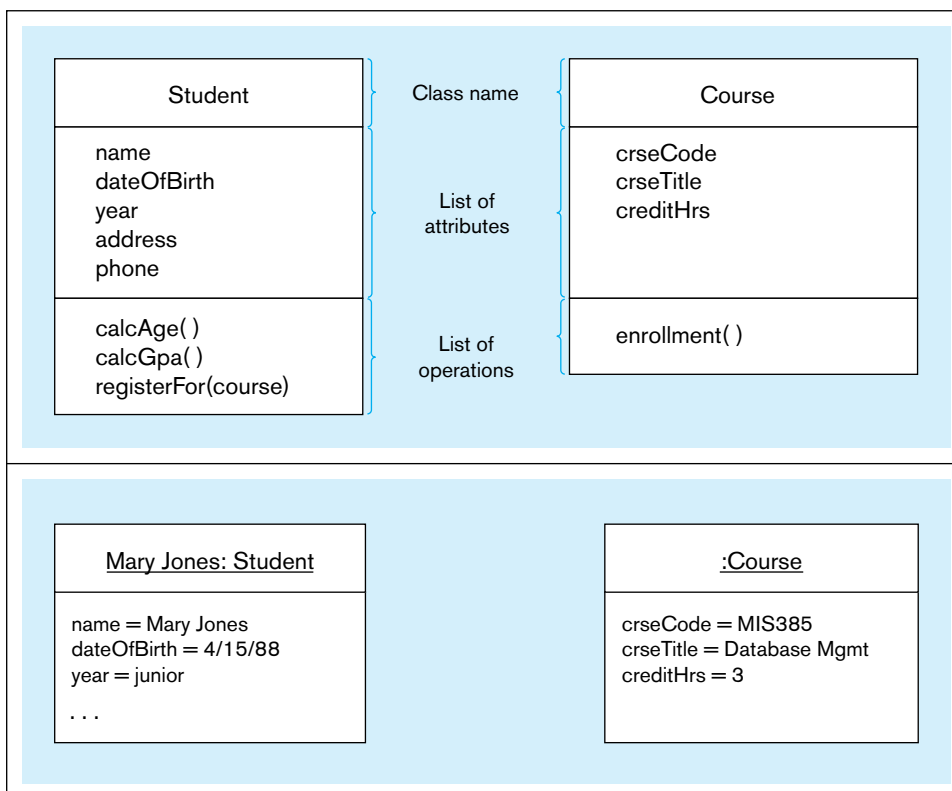 Student
Class name
Course
name
dateOfBirth
year
address
phone
List of
attributes
crseCode
crseTitle
creditHrs
calcAge( )
calcGpa( )
registerFor(course)
List of
operations
enrollment( )
Mary Jones: Student
name = Mary Jones
dateOfBirth = 4/15/88
year = junior
. . .
:Course
crseCode = MIS385
crseTitle = Database Mgmt
creditHrs = 3